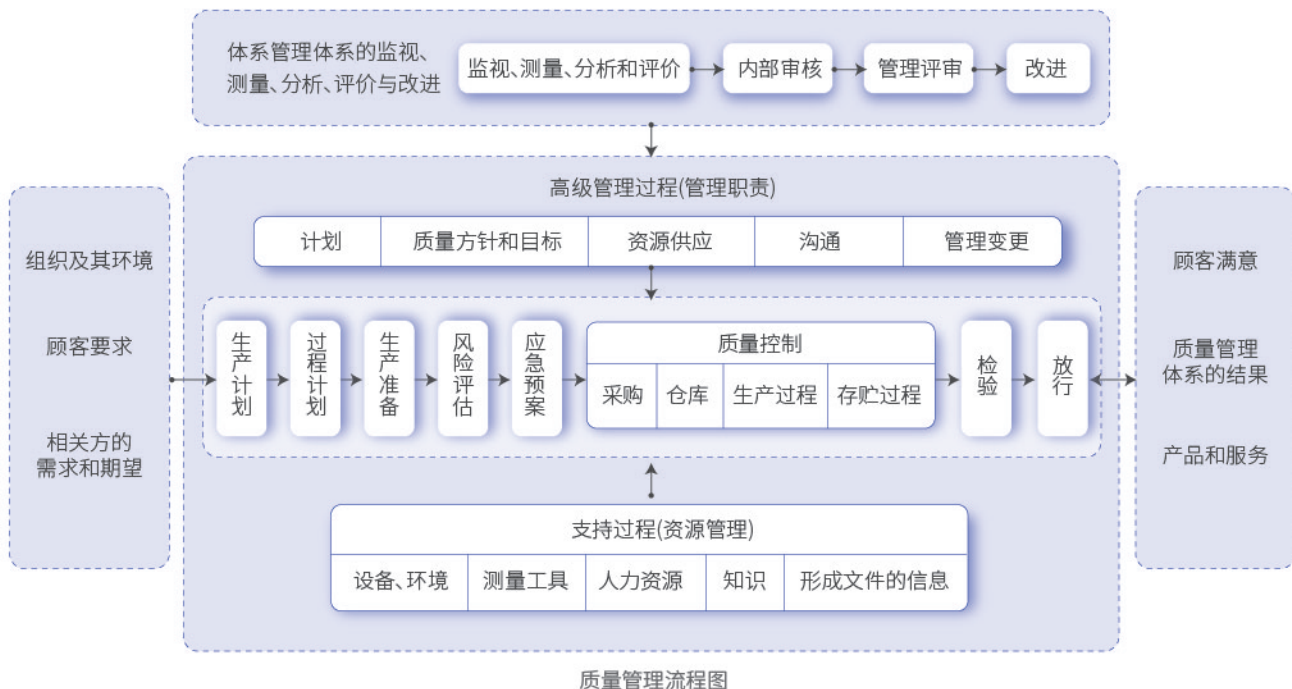 体系管理体系的监视、
测量、分析、评价与改进
监视、测量、分析和评价
内部审核
管理评审
改进
组织及其环境
顾客要求
相关方的
需求和期望
高级管理过程(管理职责)
计划
质量方针和目标
资源供应
沟通
管理变更
生产计划
过程计划
生产准备
风险评估
应急预案
质量控制
采购
仓库
生产过程
存贮过程
检验
放行
支持过程(资源管理)
设备、环境
测量工具
人力资源
知识
形成文件的信息
顾客满意
质量管理
体系的结果
产品和服务
质量管理流程图